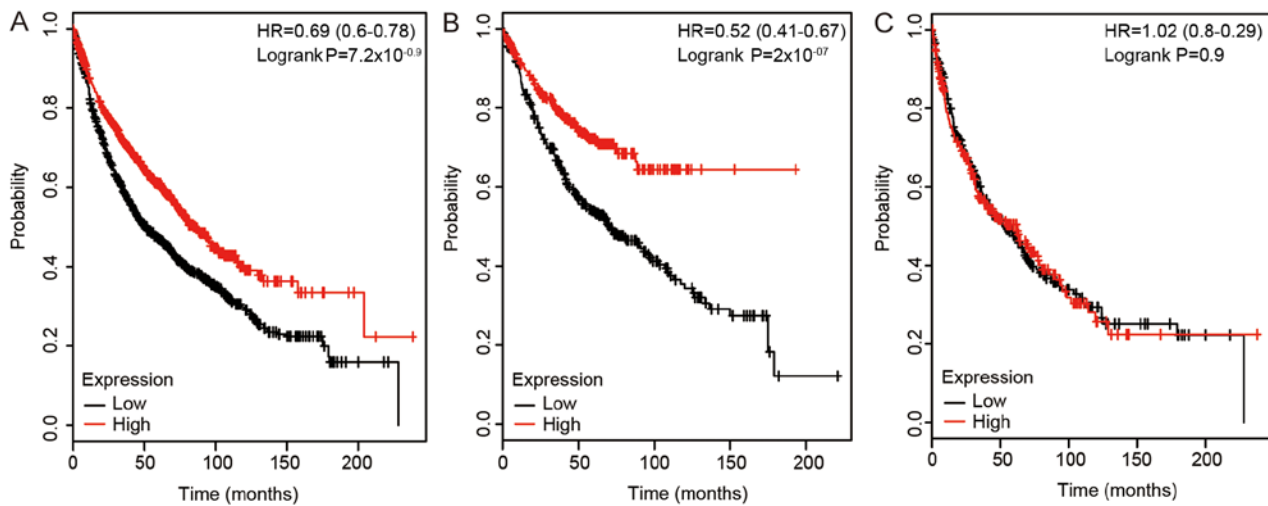 A
HR=0.69 (0.6-0.78)
Logrank P=7.2x10⁻⁰·⁹
Probability
0.0
0.2
0.4
0.6
0.8
1.0
Expression
Low
High
0
50
100
150
200
Time (months)
B
HR=0.52 (0.41-0.67)
Logrank P=2x10⁻⁰⁷
Probability
0.0
0.2
0.4
0.6
0.8
1.0
Expression
Low
High
0
50
100
150
200
Time (months)
C
HR=1.02 (0.8-0.29)
Logrank P=0.9
Probability
0.0
0.2
0.4
0.6
0.8
1.0
Expression
Low
High
0
50
100
150
200
Time (months)